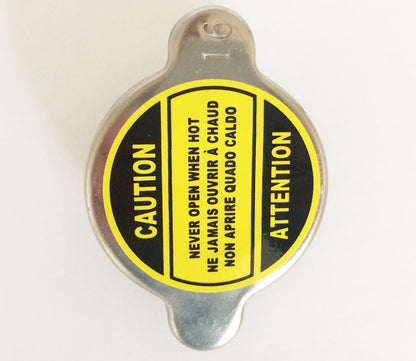 16
CAUTION
NEVER OPEN WHEN HOT
NE JAMAIS OUVRIR À CHAUD
NON APRIRE QUADO CALDO
ATTENTION